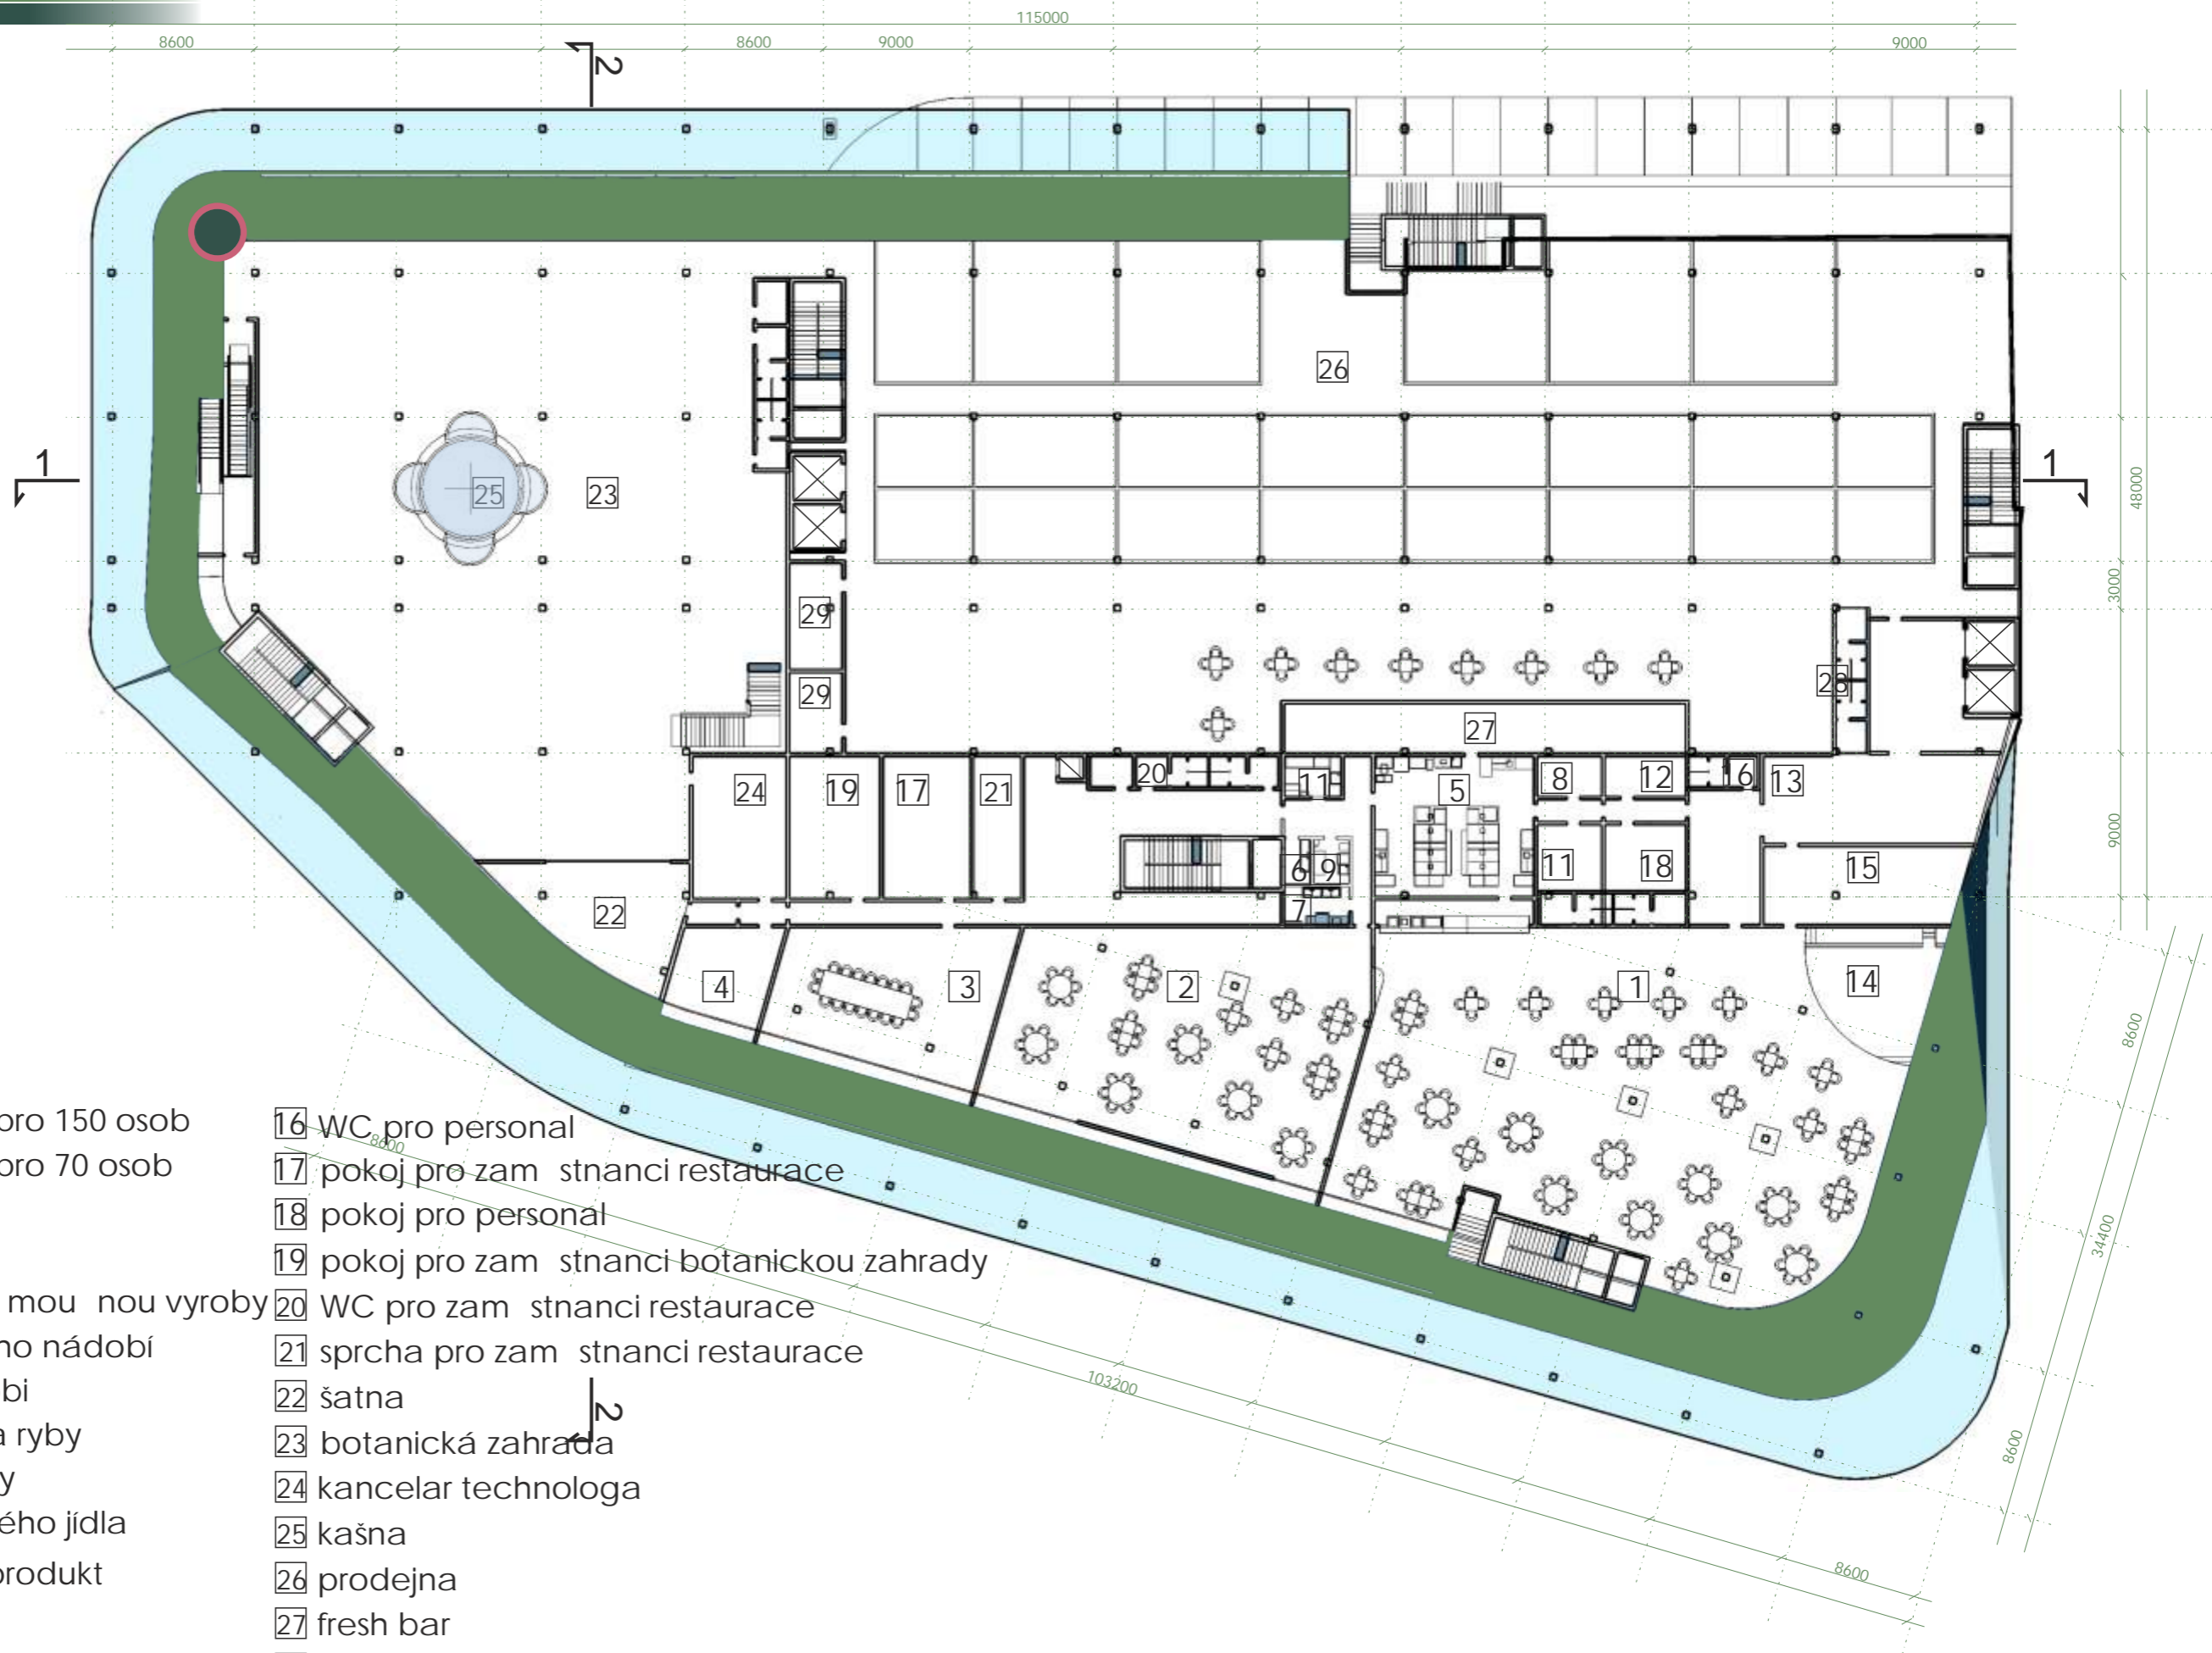 115000
8600 8600 9000 9000
2
26
1 25 23 1
48000
3000
29
29 28
27
24 19 17 21 20 11 5 8 12 6 13
9000
6 9 11 18 15
22 7
4 3 2 1 14
8600
34400
8600
pro 150 osob
pro 70 osob
mou nou vyroby
ho nádobí
bi
a ryby
y
ého jídla
produkt
16 WC pro personal
17 pokoj pro zam stnanci restaurace
18 pokoj pro personal
19 pokoj pro zam stnanci botanickou zahrady
20 WC pro zam stnanci restaurace
21 sprcha pro zam stnanci restaurace
22 šatna
23 botanická zahrada
24 kancelar technologa
25 kašna
26 prodejna
27 fresh bar
2
103200
8600
8600